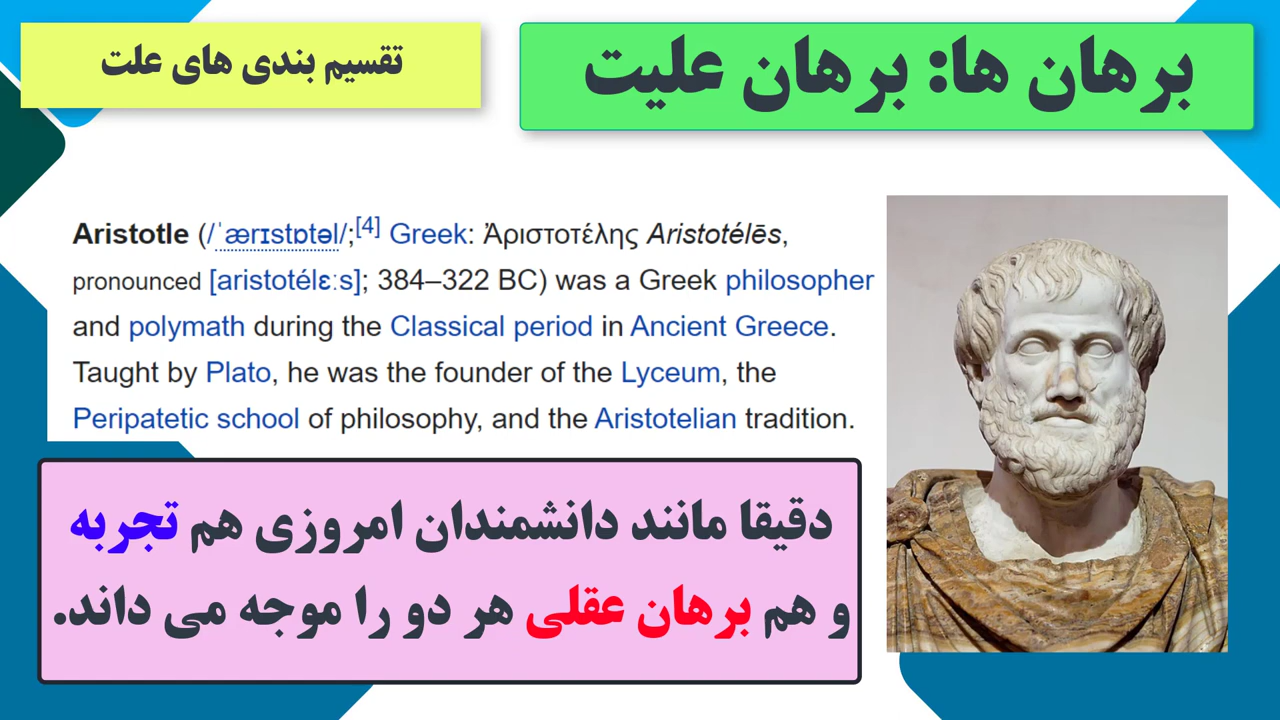 برهان ها: برهان علیت
تقسیم بندی های علت
Aristotle (/ˈærɪstɒtəl/;[4] Greek: Ἀριστοτέλης Aristotélēs,
pronounced [aristotélɛːs]; 384–322 BC) was a Greek philosopher
and polymath during the Classical period in Ancient Greece.
Taught by Plato, he was the founder of the Lyceum, the
Peripatetic school of philosophy, and the Aristotelian tradition.
دقیقا مانند دانشمندان امروزی هم تجربه
و هم برهان عقلی هر دو را موجه می داند.